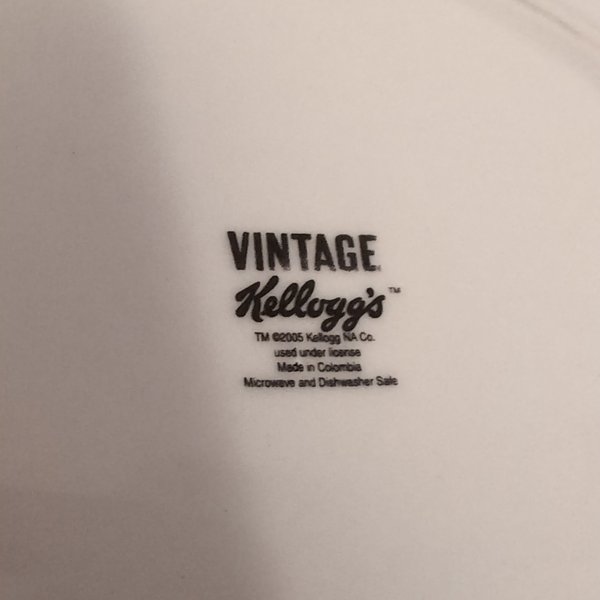 VINTAGE
Kellogg's™
TM ©2005 Kellogg NA Co.
used under license
Made in Colombia
Microwave and Dishwasher Safe